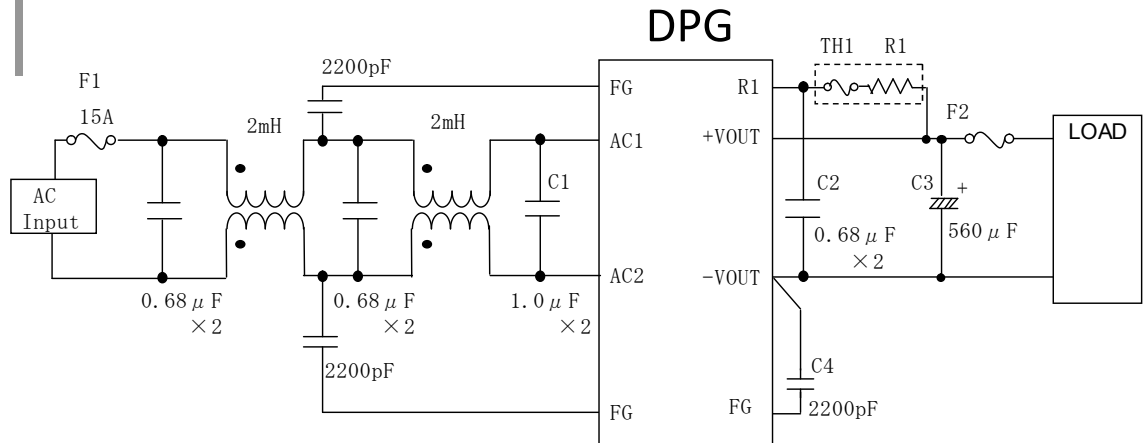 DPG
F1
15A
AC
Input
2200pF
2mH
2mH
C1
0.68μF
×2
0.68μF
×2
1.0μF
×2
2200pF
FG
AC1
AC2
FG
R1
+VOUT
-VOUT
FG
TH1 R1
F2
LOAD
C2
0.68μF
×2
C3
+
560μF
C4
2200pF